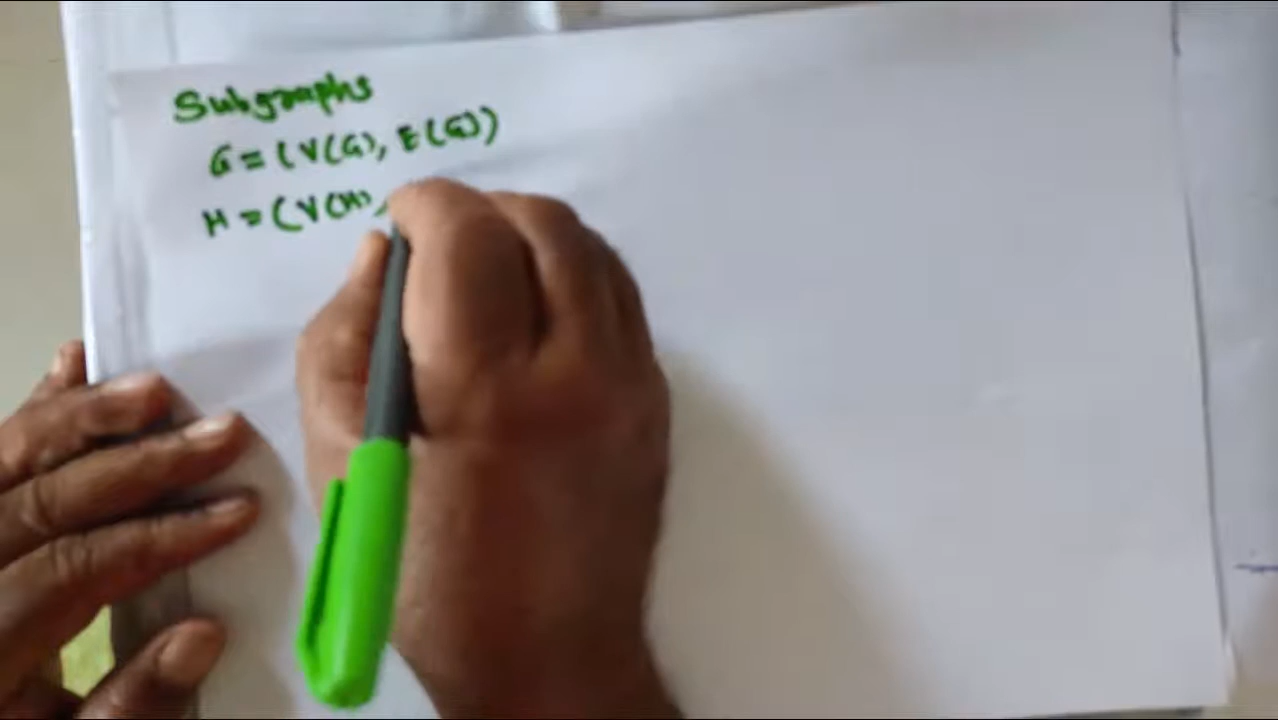 Subgraphs
G = (V(G), E(G))
H = (V(H),